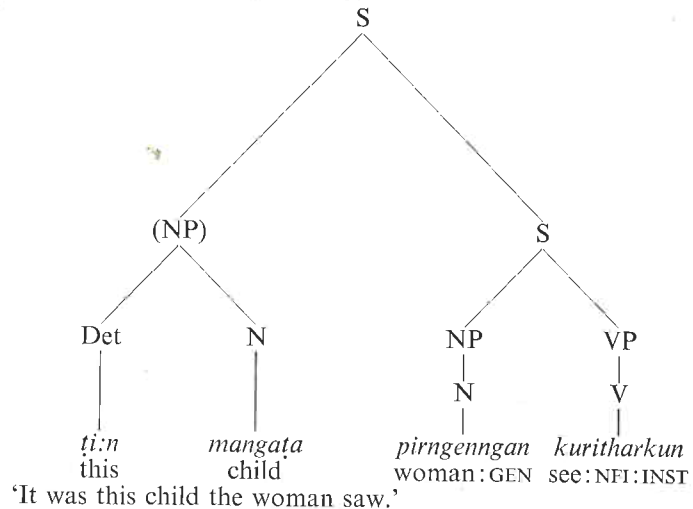 S
(NP) S
Det N NP VP
N V
ṭi:n mangaṭa pirngenngan kuritharkun
this child woman:GEN see:NFI:INST
‘It was this child the woman saw.’